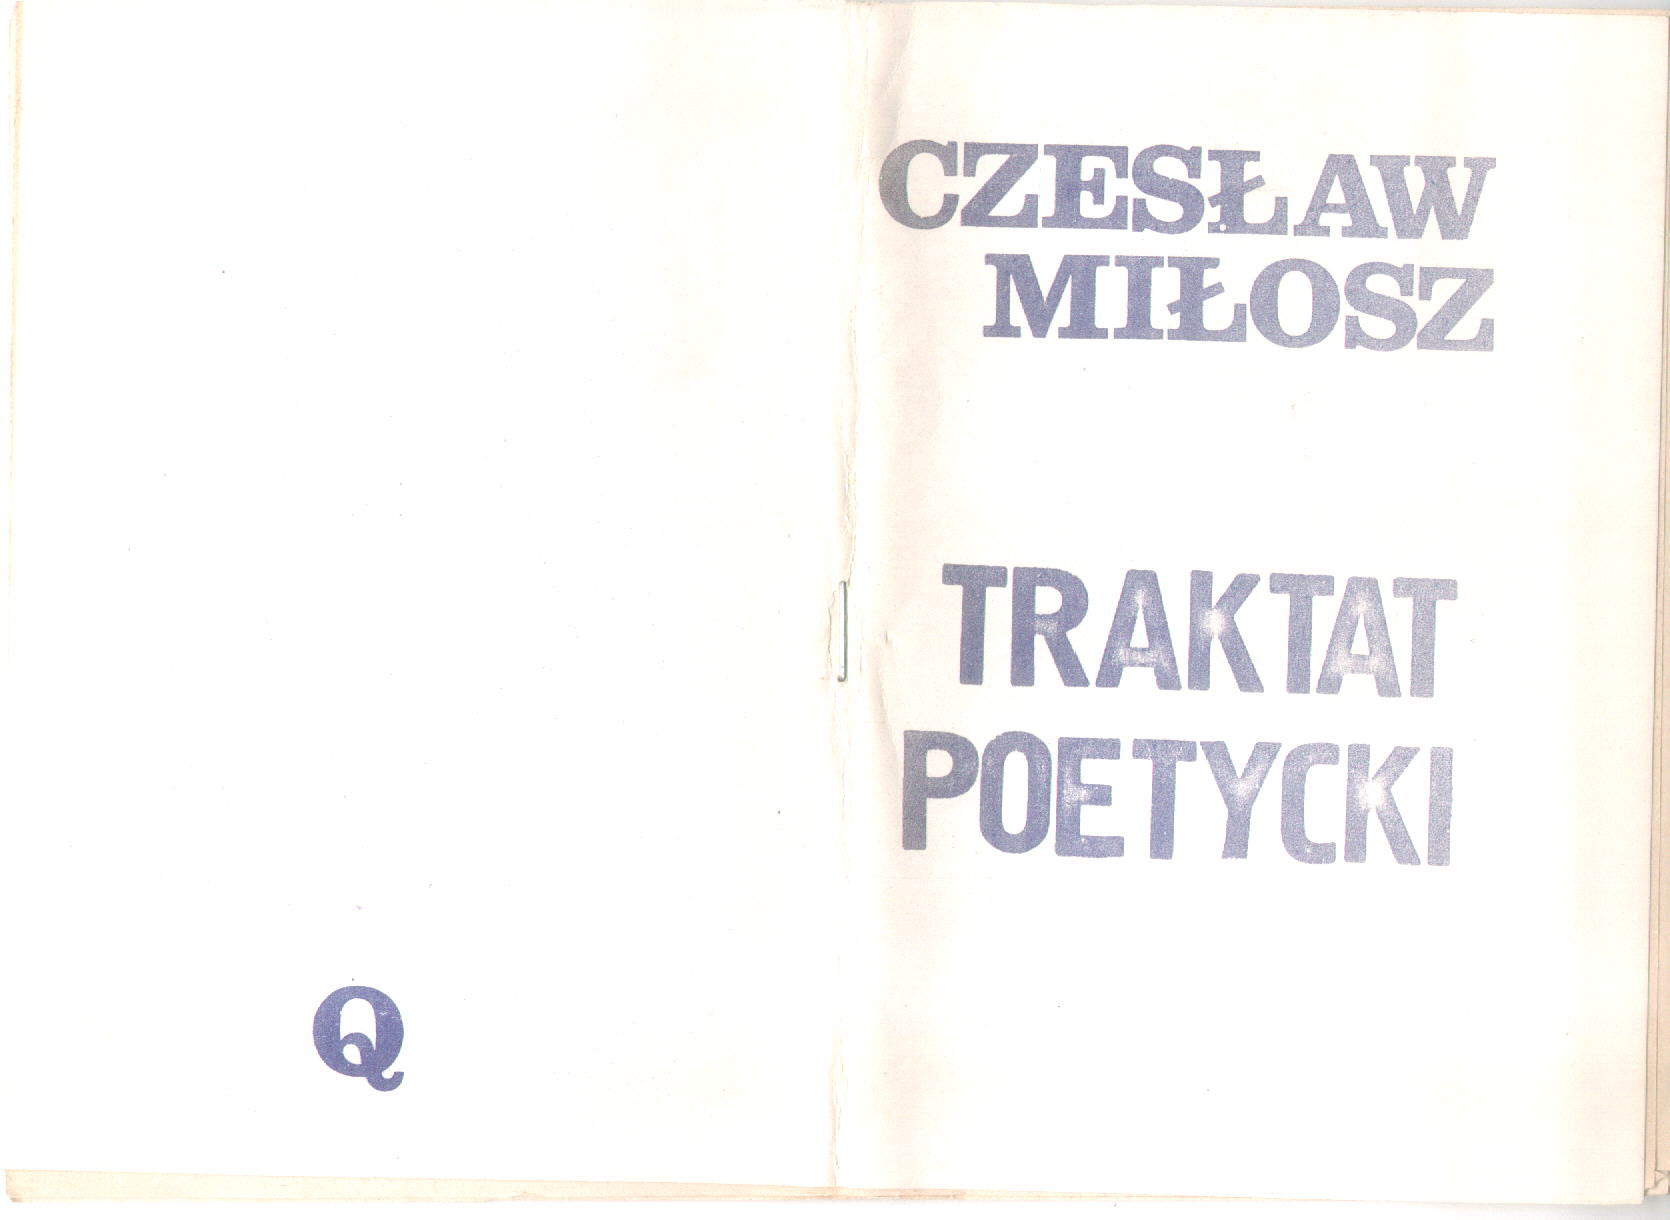 Q
CZESŁAW
MIŁOSZ
TRAKTAT
POETYCKI